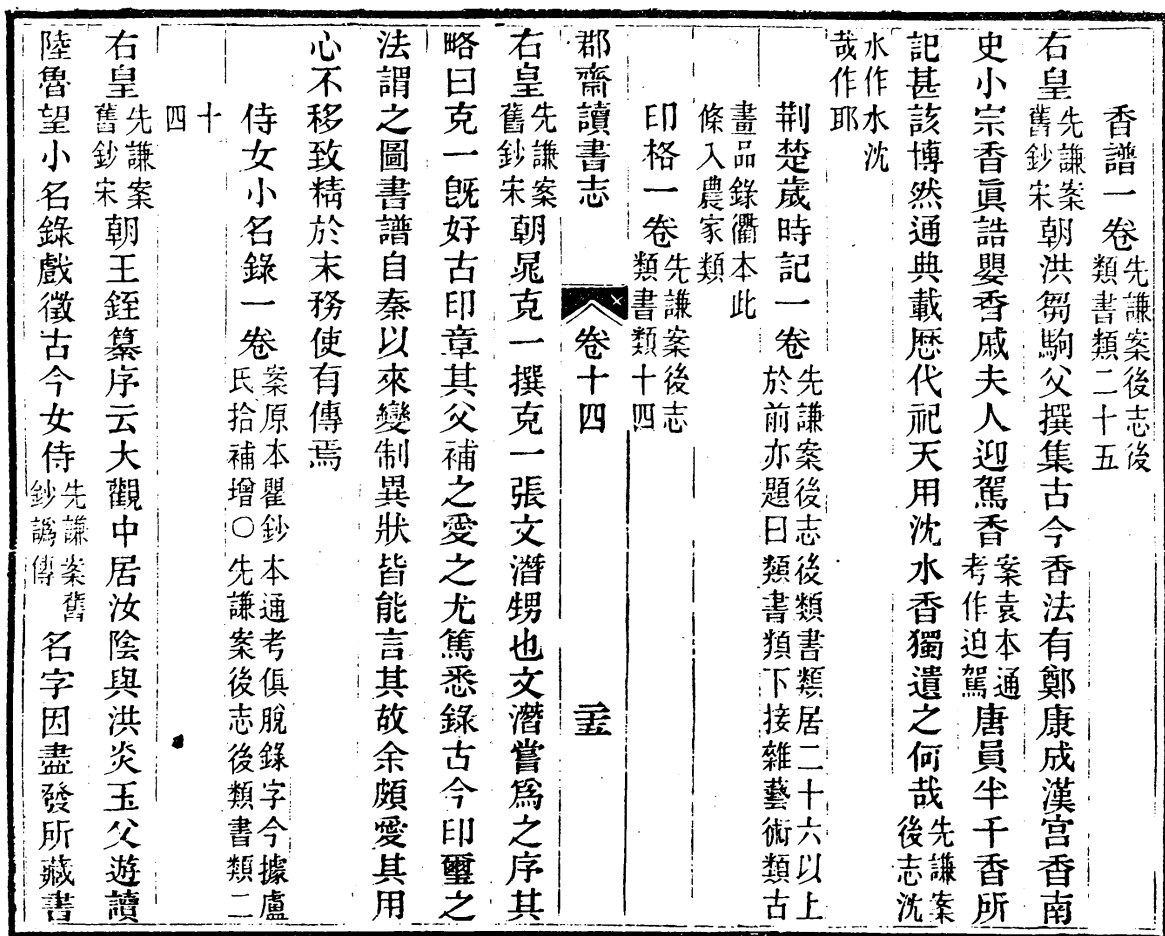 香譜一卷先謙案後志後類書類二十五
右皇先謙案舊鈔宋朝洪芻駒父撰集古今香法有鄭康成漢宮香南
史小宗香眞誥嬰香戚夫人迎駕香案袁本通考作迫駕唐員半千香所
記甚該博然通典載歷代祀天用沈水香獨遺之何哉先謙案後志沈
水作水沈哉作耶
荆楚歲時記一卷先謙案後志後類書類居二十六以上於前亦題曰類書類下接雜藝術類古
畫品錄衢本此條入農家類
印格一卷先謙案後志類書類十四
郡齋讀書志 卷十四 二十五
右皇先謙案舊鈔宋朝晁克一撰克一張文潛甥也文潛嘗爲之序其
略曰克一旣好古印章其父補之愛之尤篤悉錄古今印璽之
法謂之圖書譜自秦以來變制異狀皆能言其故余頗愛其用
心不移致精於末務使有傳焉
侍女小名錄一卷案原本瞿鈔本通考俱脫錄字今據盧氏拾補增○先謙案後志後類書類二
十四
右皇先謙案舊鈔宋朝王銍纂序云大觀中居汝陰與洪炎玉父遊讀
陸魯望小名錄戲徵古今女侍先謙案舊鈔譌傳名字因盡發所藏書